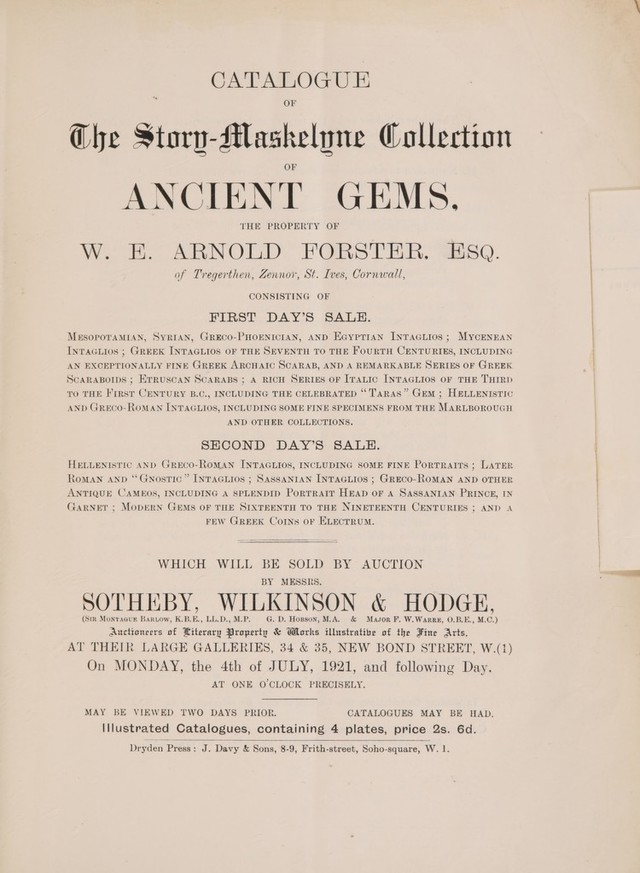 CATALOGUE
OF
The Story-Maskelyne Collection
OF
ANCIENT GEMS,
THE PROPERTY OF
W. E. ARNOLD FORSTER, ESQ.
of Tregerthen, Zennor, St. Ives, Cornwall,
CONSISTING OF
FIRST DAY'S SALE.
MESOPOTAMIAN, SYRIAN, GRECO-PHOENICIAN, AND EGYPTIAN INTAGLIOS; MYCENEAN
INTAGLIOS; GREEK INTAGLIOS OF THE SEVENTH TO THE FOURTH CENTURIES, INCLUDING
AN EXCEPTIONALLY FINE GREEK ARCHAIC SCARAB, AND A REMARKABLE SERIES OF GREEK
SCARABOIDS; ETRUSCAN SCARABS; A RICH SERIES OF ITALIC INTAGLIOS OF THE THIRD
TO THE FIRST CENTURY B.C., INCLUDING THE CELEBRATED "TARAS" GEM; HELLENISTIC
AND GRECO-ROMAN INTAGLIOS, INCLUDING SOME FINE SPECIMENS FROM THE MARLBOROUGH
AND OTHER COLLECTIONS.
SECOND DAY'S SALE.
HELLENISTIC AND GRECO-ROMAN INTAGLIOS, INCLUDING SOME FINE PORTRAITS; LATER
ROMAN AND "GNOSTIC" INTAGLIOS; SASSANIAN INTAGLIOS; GRECO-ROMAN AND OTHER
ANTIQUE CAMEOS, INCLUDING A SPLENDID PORTRAIT HEAD OF A SASSANIAN PRINCE, IN
GARNET; MODERN GEMS OF THE SIXTEENTH TO THE NINETEENTH CENTURIES; AND A
FEW GREEK COINS OF ELECTRUM.
WHICH WILL BE SOLD BY AUCTION
BY MESSRS.
SOTHEBY, WILKINSON & HODGE,
(SIR MONTAGUE BARLOW, K.B.E., LL.D., M.P. G. D. HOBSON, M.A. & MAJOR F. W. WARRE, O.B.E., M.C.)
Auctioneers of Literary Property & Works illustrative of the Fine Arts,
AT THEIR LARGE GALLERIES, 34 & 35, NEW BOND STREET, W.(1)
On MONDAY, the 4th of JULY, 1921, and following Day.
AT ONE O'CLOCK PRECISELY.
MAY BE VIEWED TWO DAYS PRIOR. CATALOGUES MAY BE HAD.
Illustrated Catalogues, containing 4 plates, price 2s. 6d.
Dryden Press: J. Davy & Sons, 8-9, Frith-street, Soho-square, W. 1.